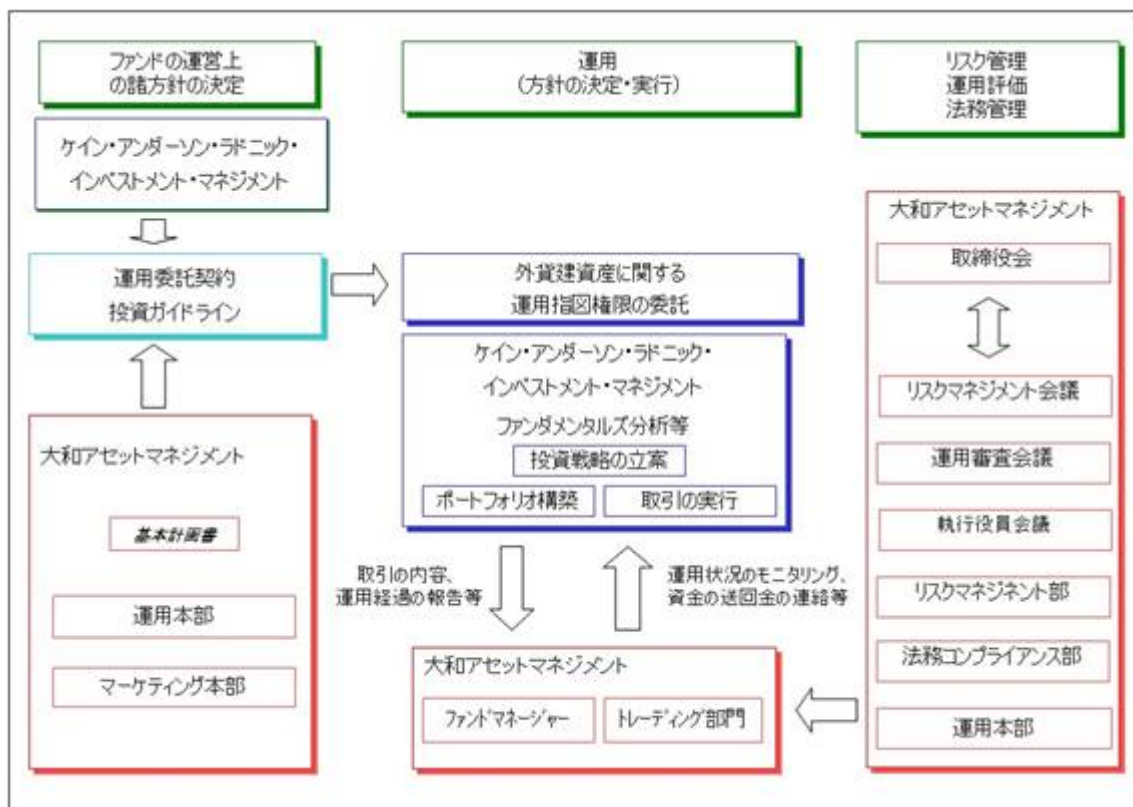 ファンドの運営上
の諸方針の決定
ケイン・アンダーソン・ラドニック・
インベストメント・マネジメント
運用委託契約
投資ガイドライン
大和アセットマネジメント
基本計画書
運用本部
マーケティング本部
運用
(方針の決定・実行)
外貨建資産に関する
運用指図権限の委託
ケイン・アンダーソン・ラドニック・
インベストメント・マネジメント
ファンダメンタルズ分析等
投資戦略の立案
ポートフォリオ構築
取引の実行
取引の内容、
運用経過の報告等
運用状況のモニタリング、
資金の送回金の連絡等
大和アセットマネジメント
ファンドマネージャー
トレーディング部門
リスク管理
運用評価
法務管理
大和アセットマネジメント
取締役会
リスクマネジメント会議
運用審査会議
執行役員会議
リスクマネジネント部
法務コンプライアンス部
運用本部